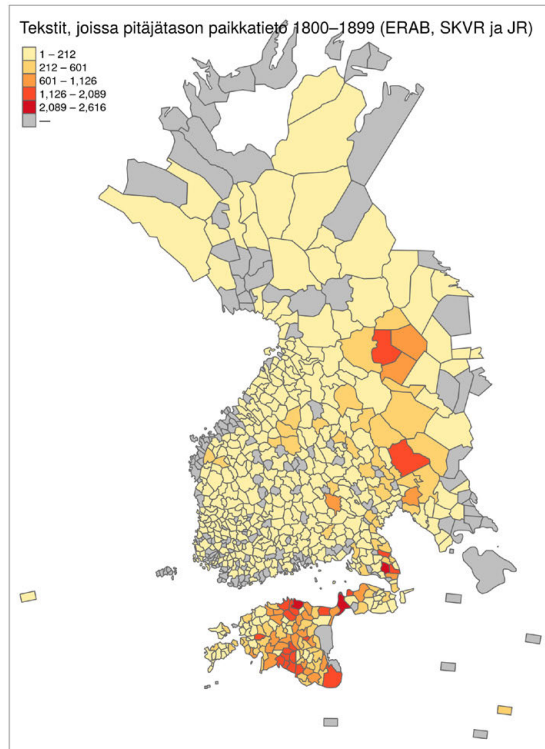 Tekstit, joissa pitäjätason paikkatieto 1800–1899 (ERAB, SKVR ja JR)
1 – 212
212 – 601
601 – 1,126
1,126 – 2,089
2,089 – 2,616
—